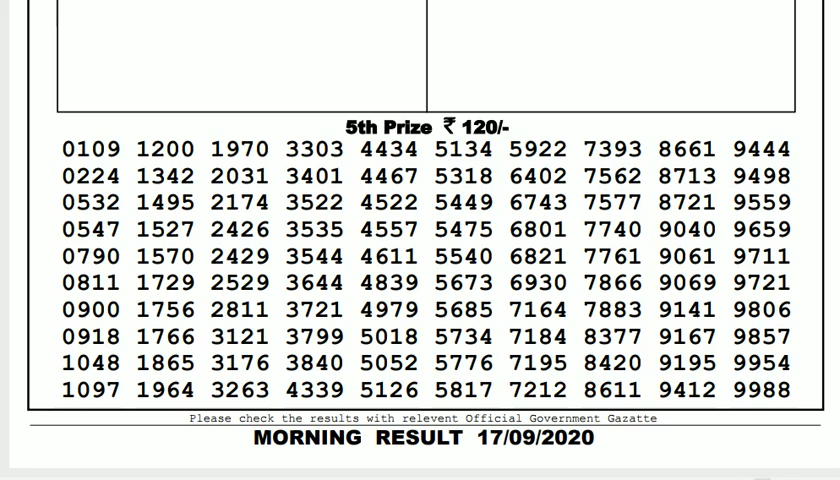 5th Prize ₹ 120/-
0109 1200 1970 3303 4434 5134 5922 7393 8661 9444
0224 1342 2031 3401 4467 5318 6402 7562 8713 9498
0532 1495 2174 3522 4522 5449 6743 7577 8721 9559
0547 1527 2426 3535 4557 5475 6801 7740 9040 9659
0790 1570 2429 3544 4611 5540 6821 7761 9061 9711
0811 1729 2529 3644 4839 5673 6930 7866 9069 9721
0900 1756 2811 3721 4979 5685 7164 7883 9141 9806
0918 1766 3121 3799 5018 5734 7184 8377 9167 9857
1048 1865 3176 3840 5052 5776 7195 8420 9195 9954
1097 1964 3263 4339 5126 5817 7212 8611 9412 9988
Please check the results with relevent Official Government Gazatte
MORNING RESULT 17/09/2020